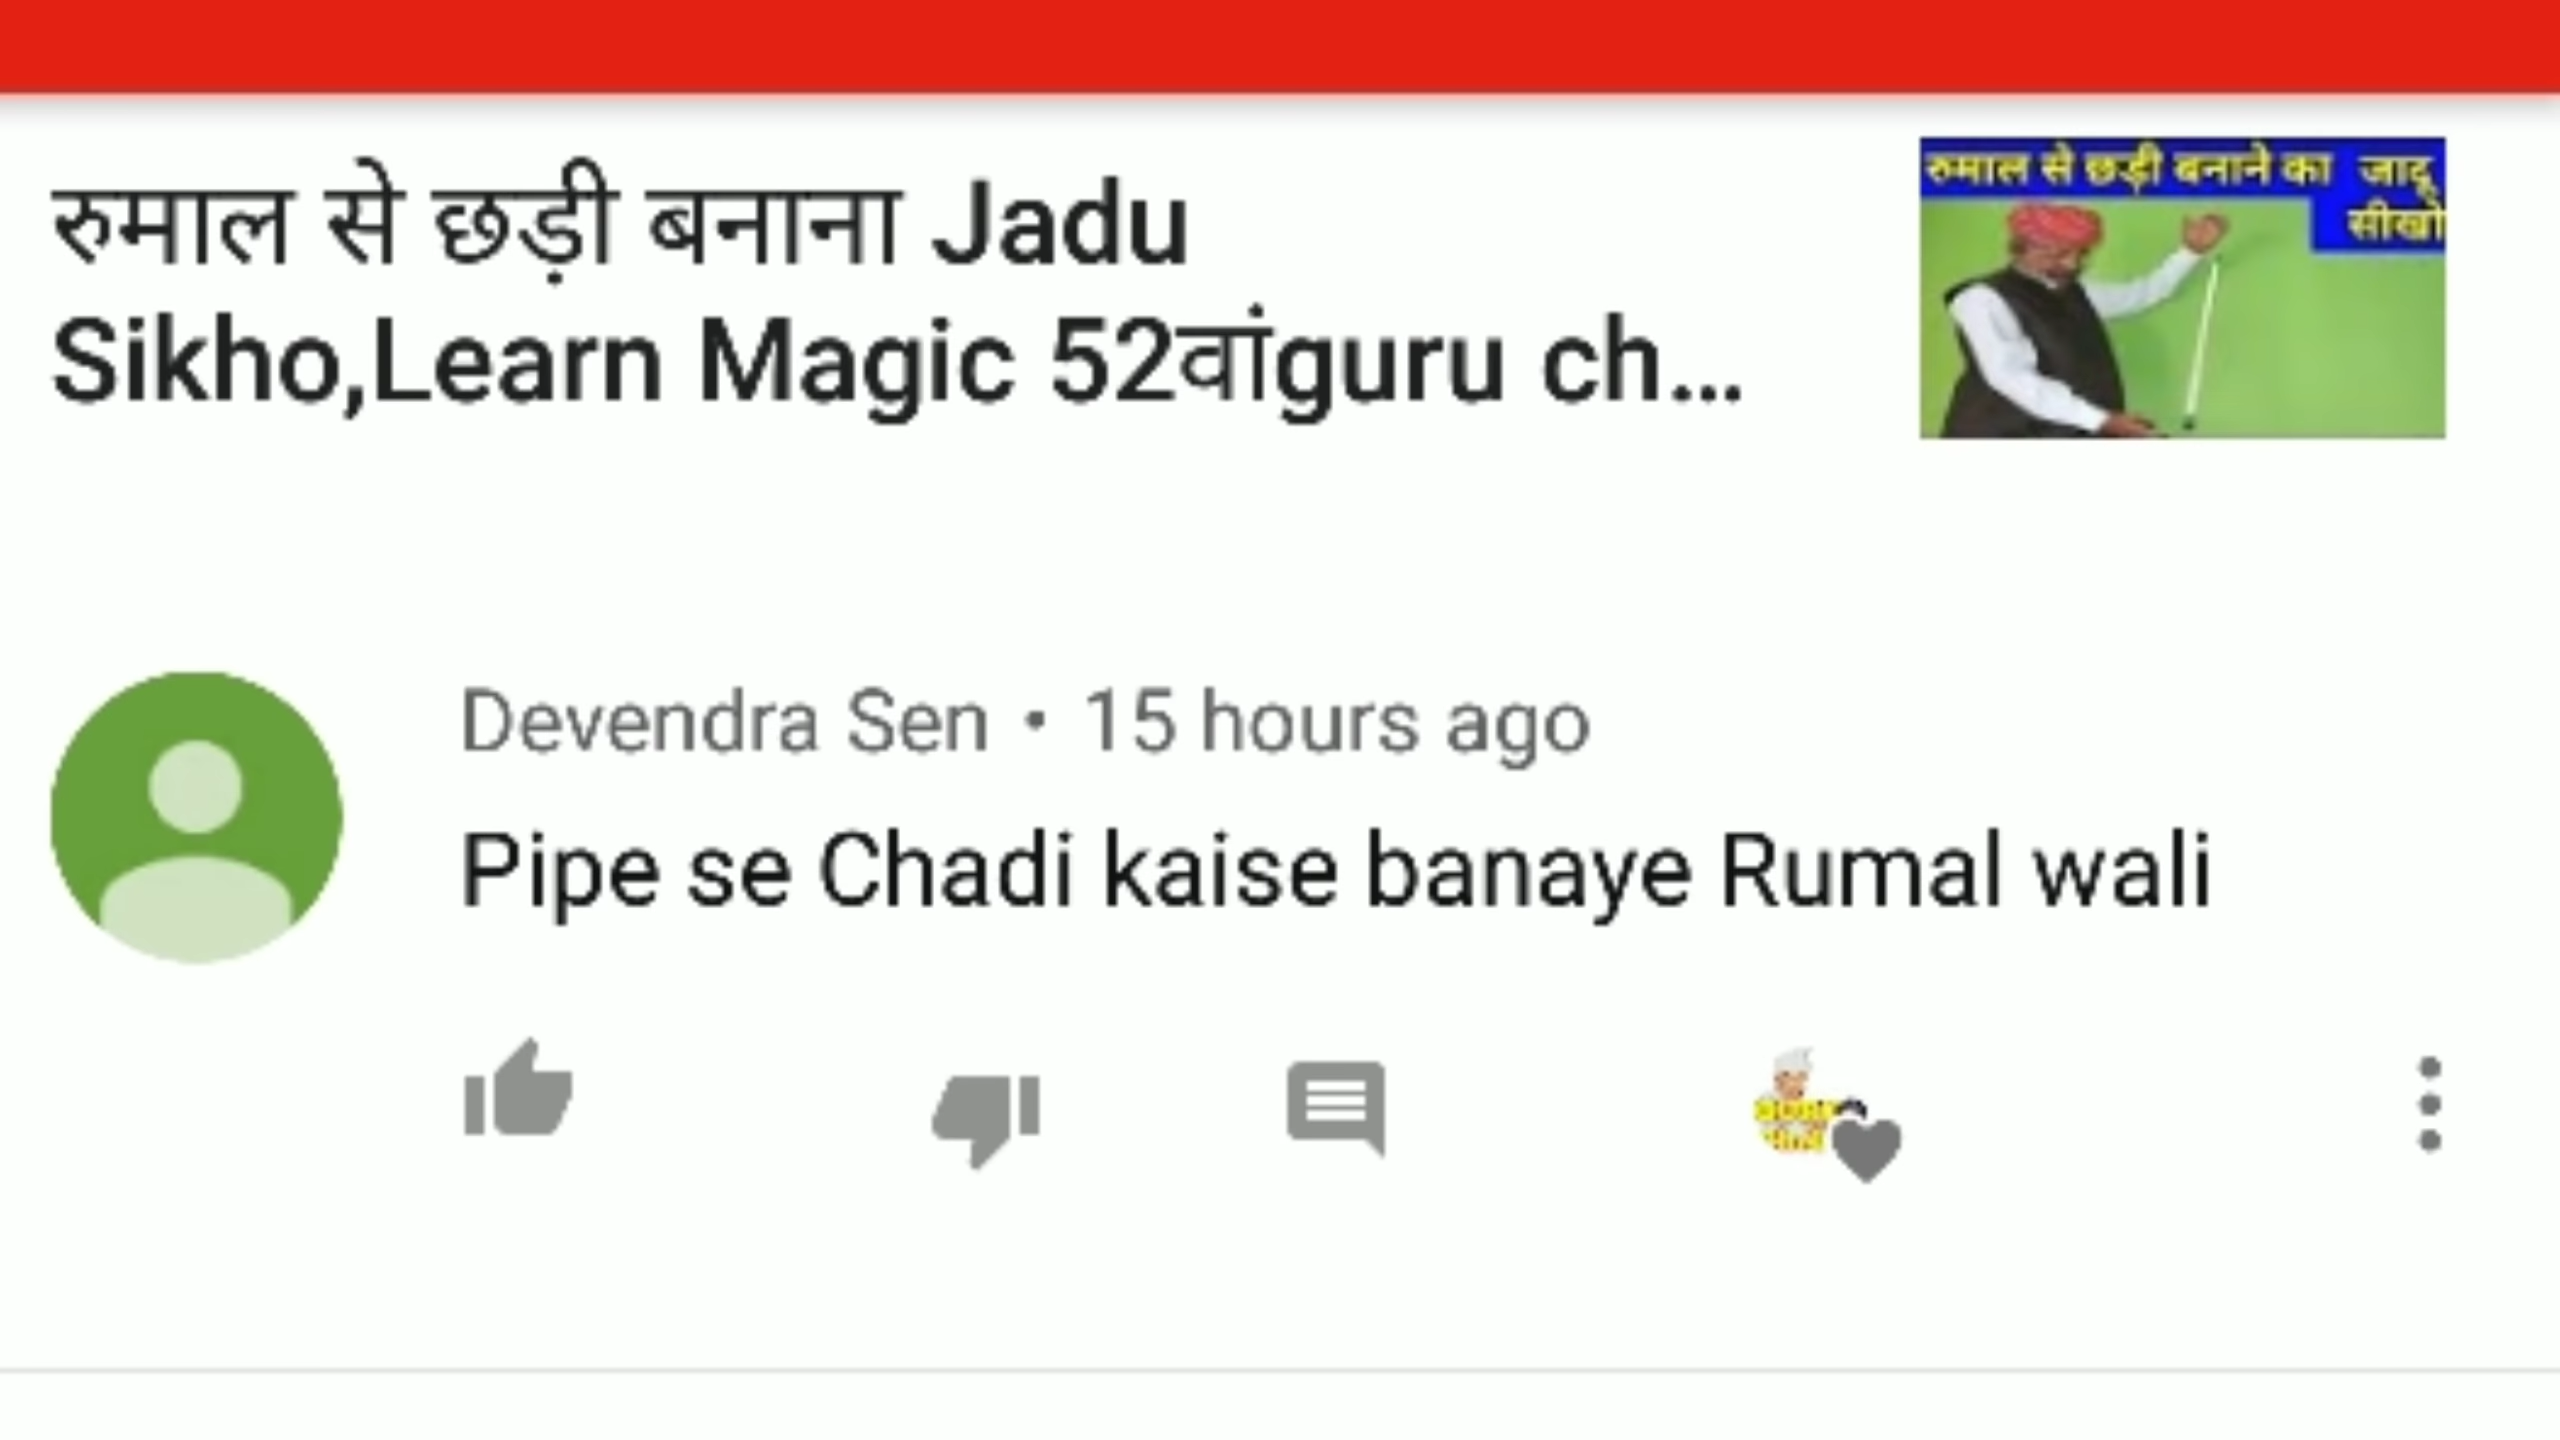 रुमाल से छड़ी बनाना Jadu
Sikho,Learn Magic 52वांguru ch...
रुमाल से छड़ी बनाने का जादू
सीखो
Devendra Sen • 15 hours ago
Pipe se Chadi kaise banaye Rumal wali